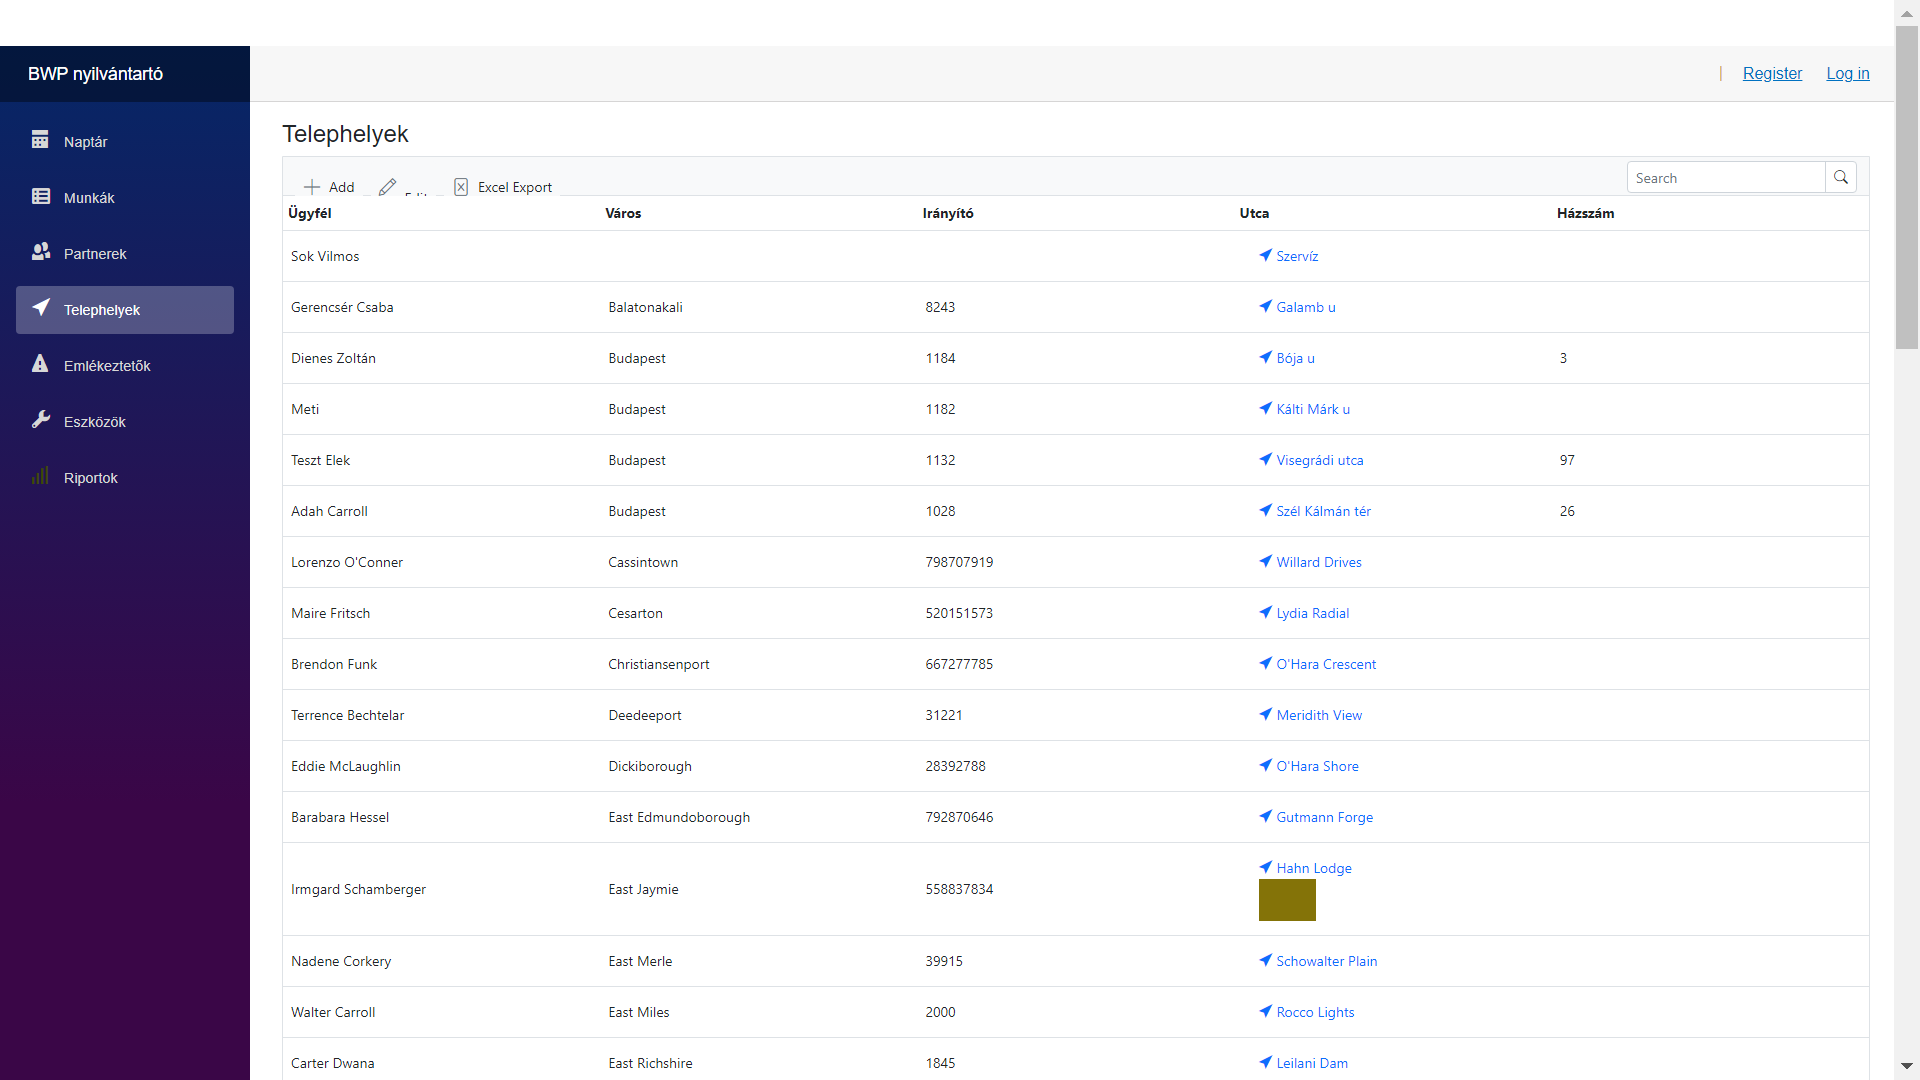 BWP nyilvántartó
Register Log in
Naptár
Munkák
Partnerek
Telephelyek
Emlékeztetők
Eszközök
Riportok
Telephelyek
Add Edit Excel Export Search
Ügyfél Város Irányító Utca Házszám
Sok Vilmos Szervíz
Gerencsér Csaba Balatonakali 8243 Galamb u
Dienes Zoltán Budapest 1184 Bója u 3
Meti Budapest 1182 Kálti Márk u
Teszt Elek Budapest 1132 Visegrádi utca 97
Adah Carroll Budapest 1028 Szél Kálmán tér 26
Lorenzo O'Conner Cassintown 798707919 Willard Drives
Maire Fritsch Cesarton 520151573 Lydia Radial
Brendon Funk Christiansenport 667277785 O'Hara Crescent
Terrence Bechtelar Deedeeport 31221 Meridith View
Eddie McLaughlin Dickiborough 28392788 O'Hara Shore
Barabara Hessel East Edmundoborough 792870646 Gutmann Forge
Irmgard Schamberger East Jaymie 558837834 Hahn Lodge
Nadene Corkery East Merle 39915 Schowalter Plain
Walter Carroll East Miles 2000 Rocco Lights
Carter Dwana East Richshire 1845 Leilani Dam